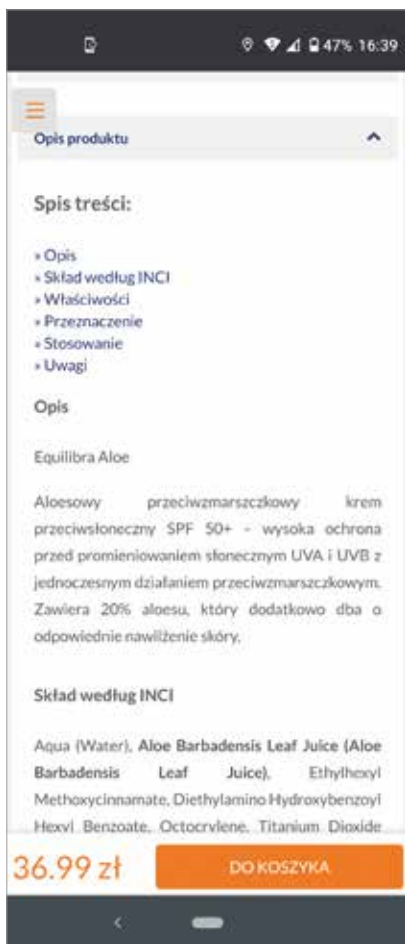 47% 16:39
Opis produktu
Spis treści:
» Opis
» Skład według INCI
» Właściwości
» Przeznaczenie
» Stosowanie
» Uwagi
Opis
Equilibra Aloe
Aloesowy przeciwzmarszczkowy krem
przeciwsłoneczny SPF 50+ - wysoka ochrona
przed promieniowaniem słonecznym UVA i UVB z
jednoczesnym działaniem przeciwzmarszczkowym.
Zawiera 20% aloesu, który dodatkowo dba o
odpowiednie nawilżenie skóry.
Skład według INCI
Aqua (Water), Aloe Barbadensis Leaf Juice (Aloe
Barbadensis Leaf Juice), Ethylhexyl
Methoxycinnamate, Diethylamino Hydroxybenzoyl
Hexyl Benzoate, Octocrylene, Titanium Dioxide
36.99 zł
DO KOSZYKA